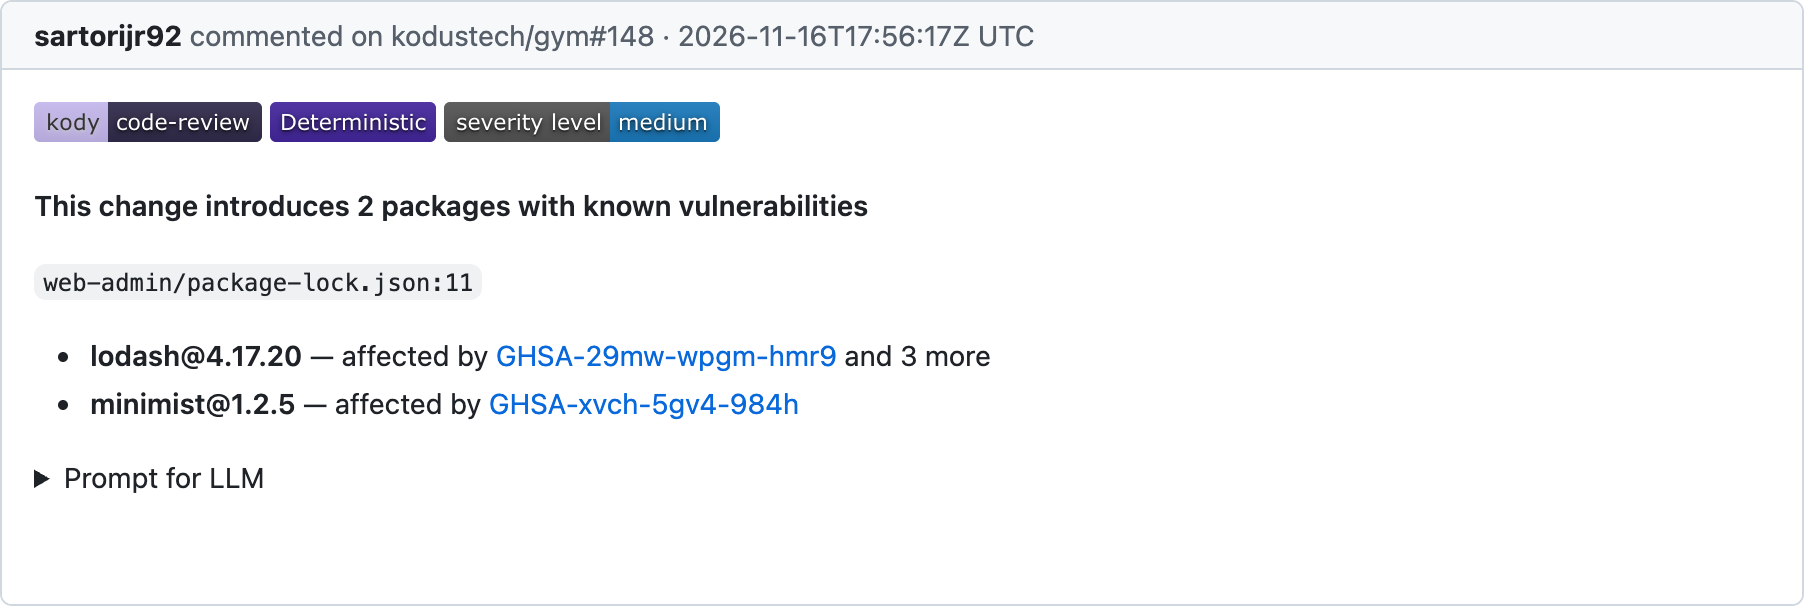 sartorijr92 commented on kodustech/gym#148 · 2026-11-16T17:56:17Z UTC
kody code-review Deterministic severity level medium
This change introduces 2 packages with known vulnerabilities
web-admin/package-lock.json:11
• lodash@4.17.20 — affected by GHSA-29mw-wpgm-hmr9 and 3 more
• minimist@1.2.5 — affected by GHSA-xvch-5gv4-984h
▶ Prompt for LLM